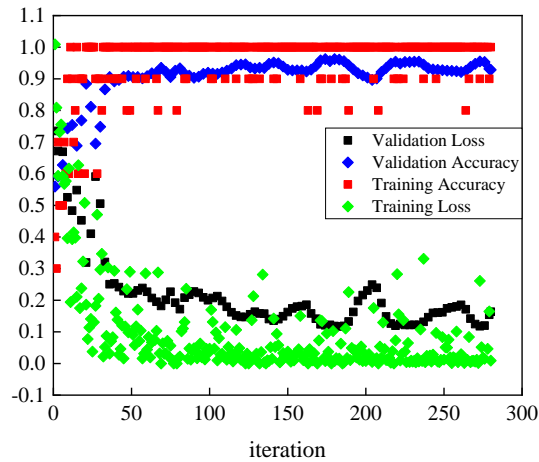 1.1
1.0
0.9
0.8
0.7
0.6
0.5
0.4
0.3
0.2
0.1
0.0
-0.1
Validation Loss
Validation Accuracy
Training Accuracy
Training Loss
0 50 100 150 200 250 300
iteration